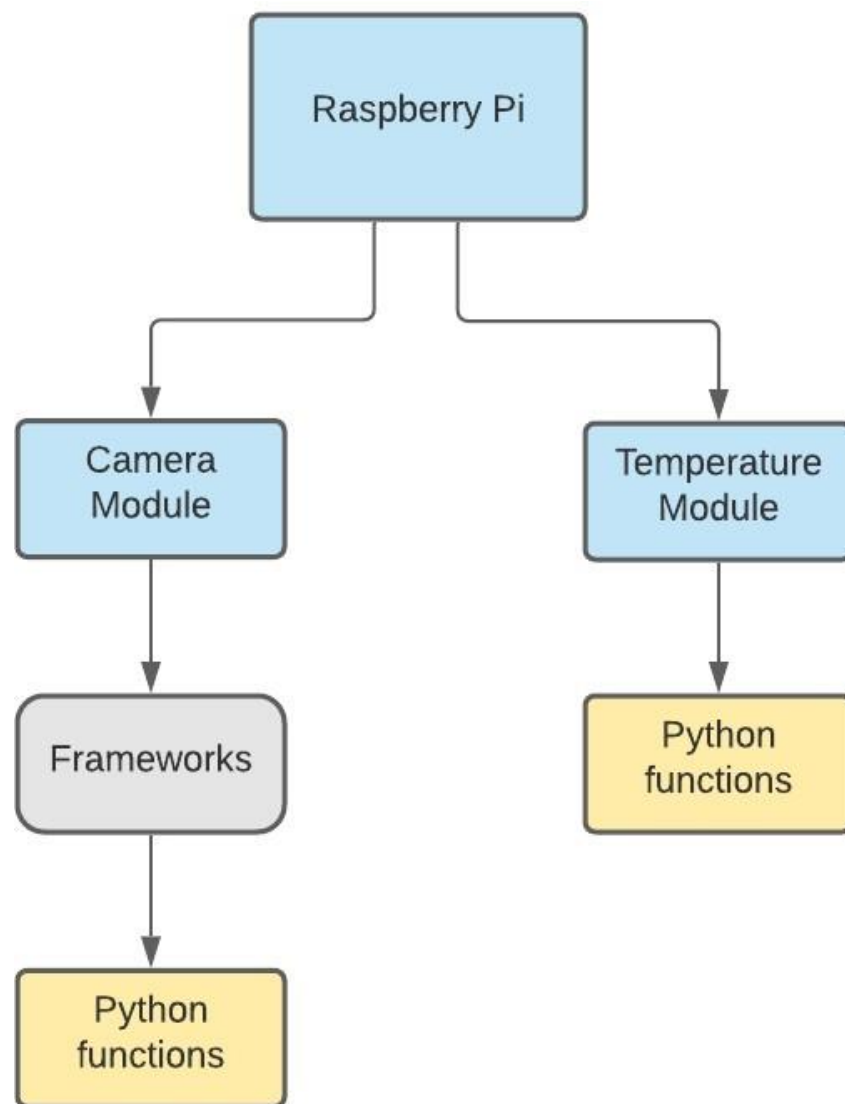 Raspberry Pi
Camera
Module
Temperature
Module
Frameworks
Python
functions
Python
functions